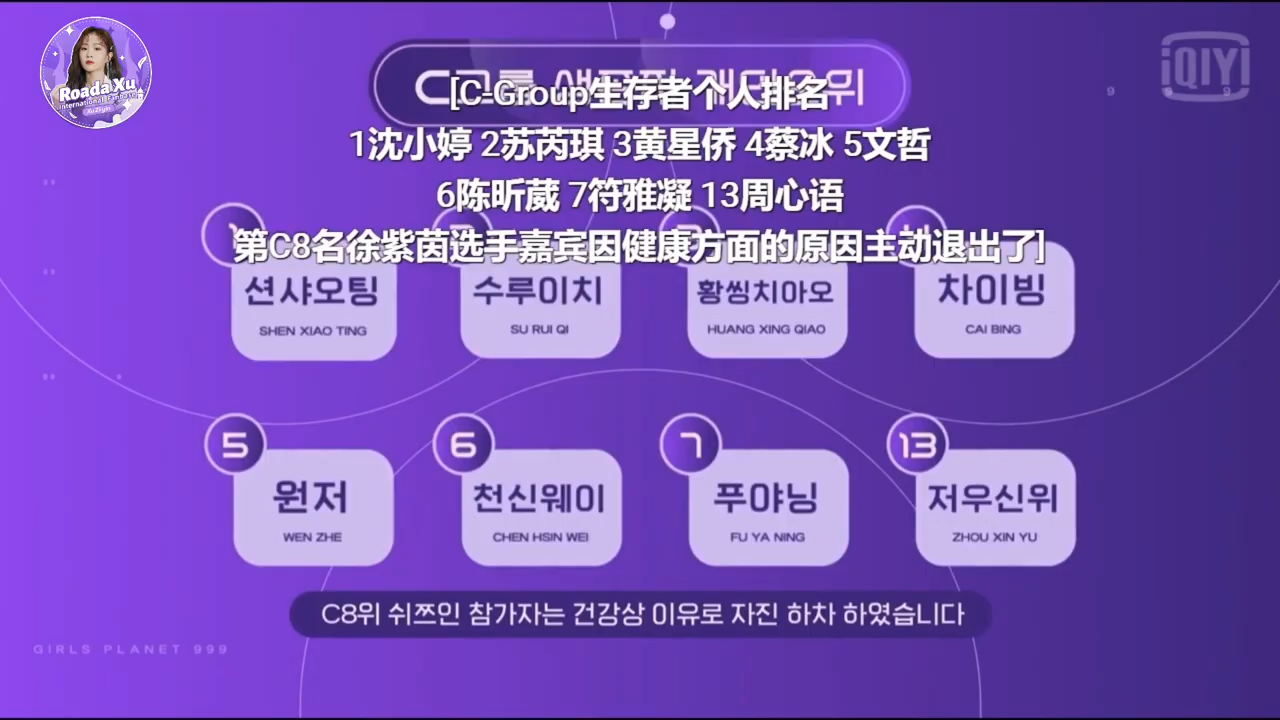 Roada Xu
International Fanbase
iQIYI
[C-Group生存者个人排名
1沈小婷 2苏芮琪 3黄星侨 4蔡冰 5文哲
6陈昕葳 7符雅凝 13周心语
第C8名徐紫茵选手嘉宾因健康方面的原因主动退出了]
9 9 9
션샤오팅
SHEN XIAO TING
수루이치
SU RUI QI
황씽치아오
HUANG XING QIAO
차이빙
CAI BING
5
원저
WEN ZHE
6
천신웨이
CHEN HSIN WEI
7
푸야닝
FU YA NING
13
저우신위
ZHOU XIN YU
C8위 쉬쯔인 참가자는 건강상 이유로 자진 하차 하였습니다
GIRLS PLANET 999